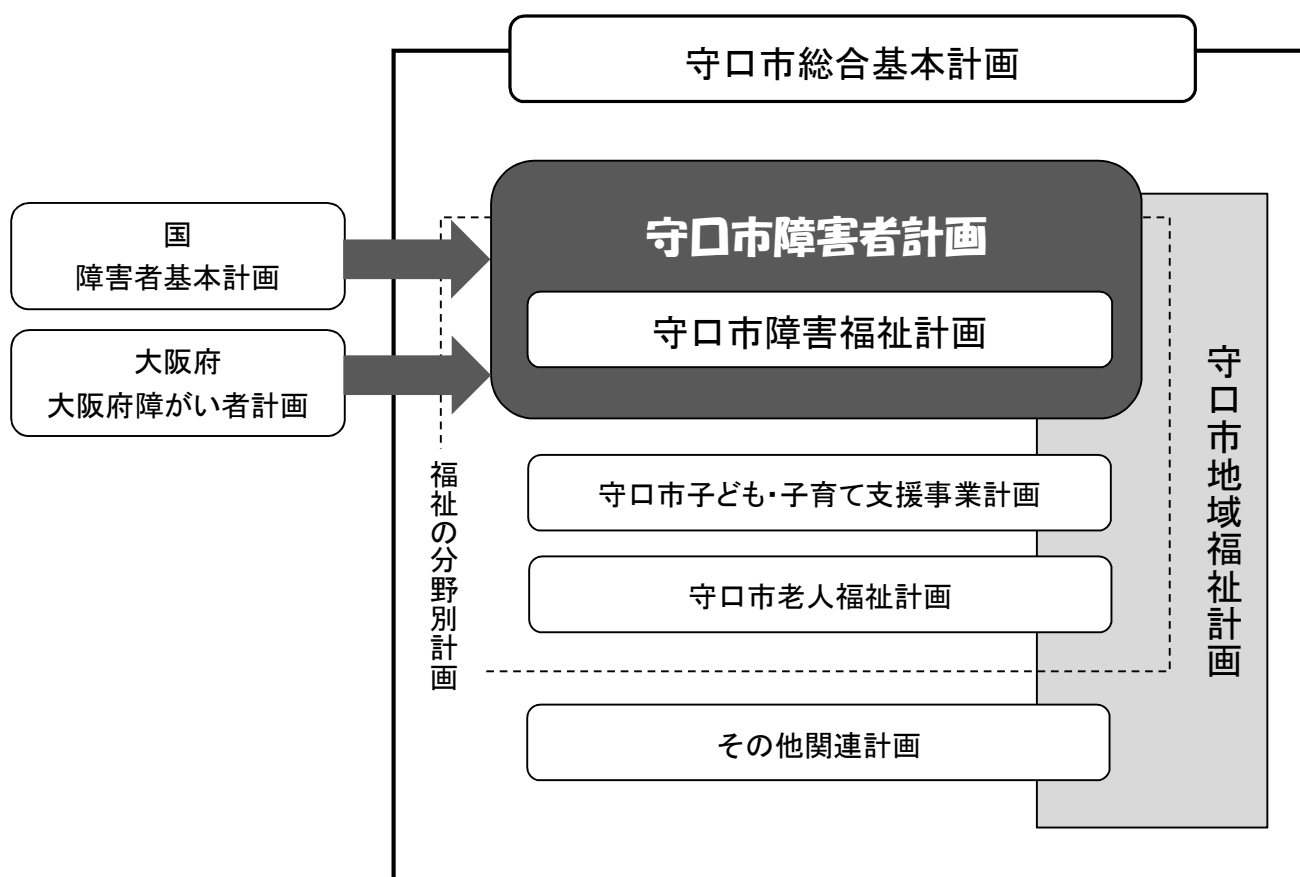 守口市総合基本計画
国
障害者基本計画
大阪府
大阪府障がい者計画
守口市障害者計画
守口市障害福祉計画
福祉の分野別計画
守口市子ども・子育て支援事業計画
守口市老人福祉計画
その他関連計画
守口市地域福祉計画